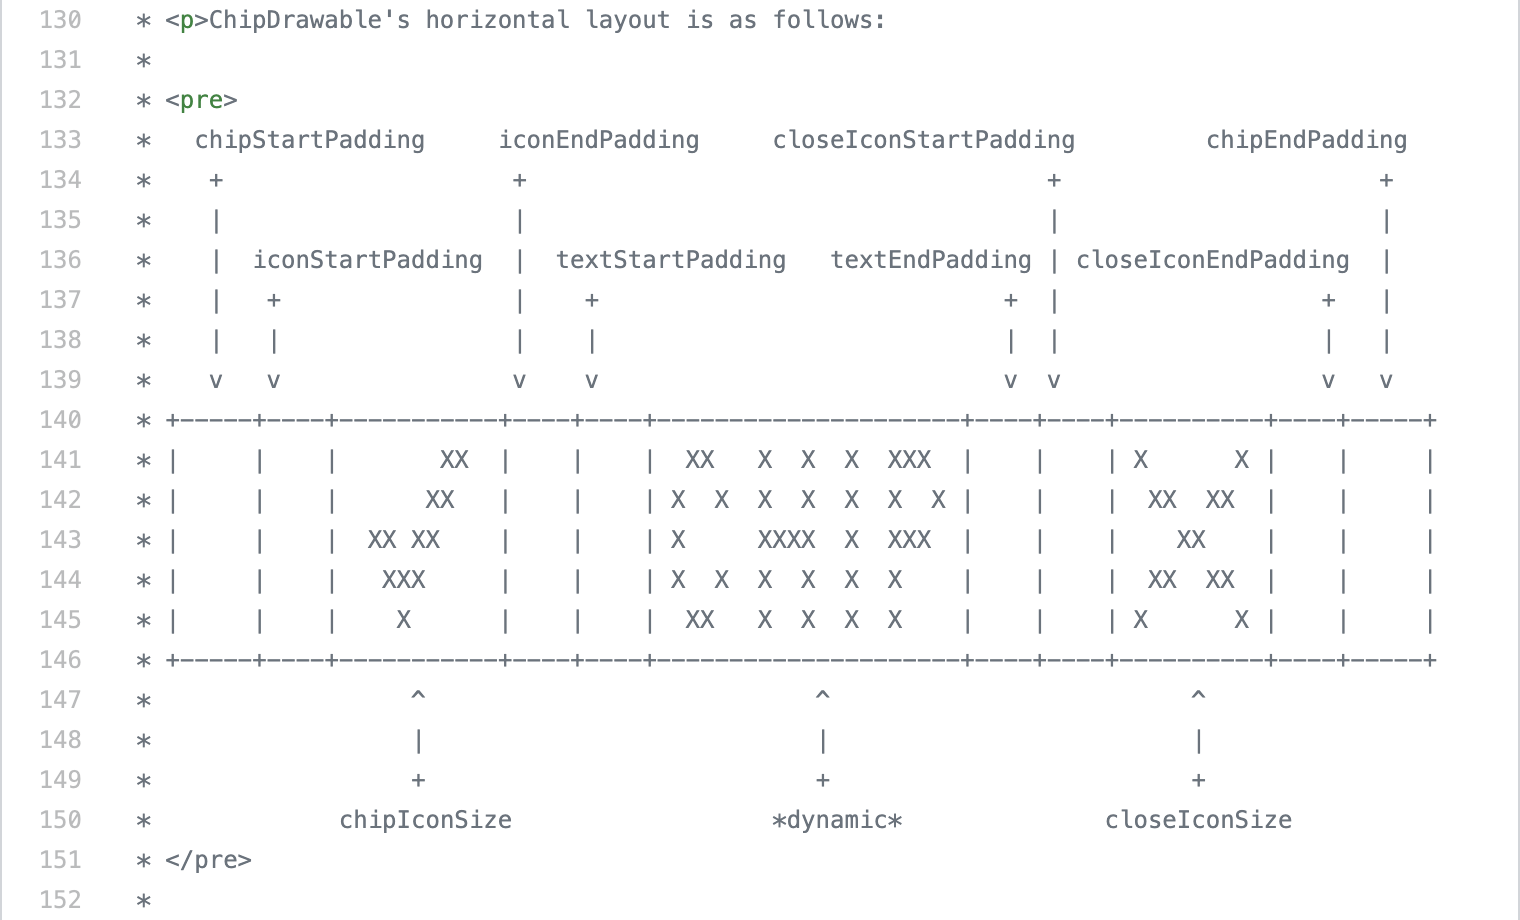 130    * <p>ChipDrawable's horizontal layout is as follows:
131    *
132    * <pre>
133    *   chipStartPadding     iconEndPadding     closeIconStartPadding         chipEndPadding
134    *    +                    +                                    +                      +
135    *    |                    |                                    |                      |
136    *    |  iconStartPadding  |  textStartPadding   textEndPadding | closeIconEndPadding  |
137    *    |   +                |    +                            +  |                  +   |
138    *    |   |                |    |                            |  |                  |   |
139    *    v   v                v    v                            v  v                  v   v
140    * +-----+----+-----------+----+----+---------------------+----+----+----------+----+-----+
141    * |     |    |       XX  |    |    |  XX   X  X  X  XXX  |    |    | X      X |    |     |
142    * |     |    |      XX   |    |    | X  X  X  X  X  X  X |    |    |  XX  XX  |    |     |
143    * |     |    |  XX XX    |    |    | X     XXXX  X  XXX  |    |    |    XX    |    |     |
144    * |     |    |   XXX     |    |    | X  X  X  X  X  X    |    |    |  XX  XX  |    |     |
145    * |     |    |    X      |    |    |  XX   X  X  X  X    |    |    | X      X |    |     |
146    * +-----+----+-----------+----+----+---------------------+----+----+----------+----+-----+
147    *                  ^                           ^                         ^
148    *                  |                           |                         |
149    *                  +                           +                         +
150    *             chipIconSize                  *dynamic*              closeIconSize
151    * </pre>
152    *